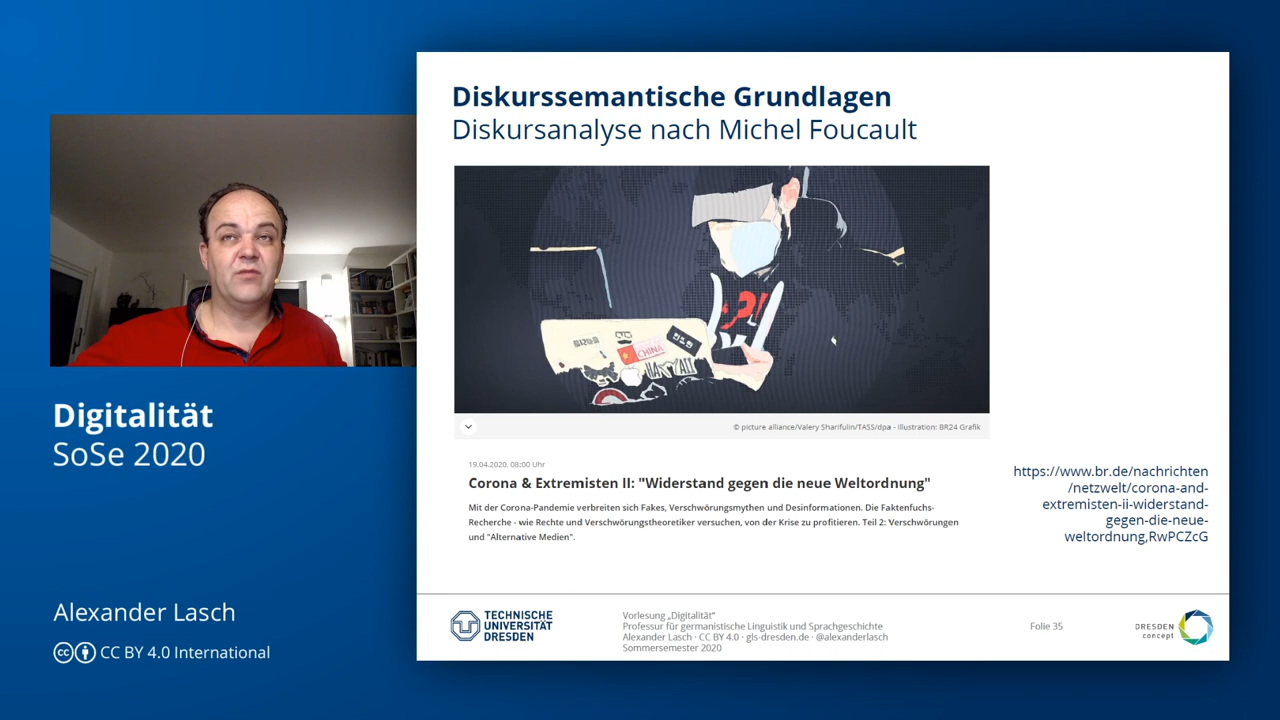 Diskurssemantische Grundlagen
Diskursanalyse nach Michel Foucault
CHINA
© picture alliance/Valery Sharifulin/TASS/dpa - Illustration: BR24 Grafik
19.04.2020, 08:00 Uhr
Corona & Extremisten II: "Widerstand gegen die neue Weltordnung"
Mit der Corona-Pandemie verbreiten sich Fakes, Verschwörungsmythen und Desinformationen. Die Faktenfuchs-
Recherche - wie Rechte und Verschwörungstheoretiker versuchen, von der Krise zu profitieren. Teil 2: Verschwörungen
und "Alternative Medien".
https://www.br.de/nachrichten
/netzwelt/corona-and-
extremisten-ii-widerstand-
gegen-die-neue-
weltordnung,RwPCZcG
Digitalität
SoSe 2020
Alexander Lasch
CC BY 4.0 International
TECHNISCHE
UNIVERSITÄT
DRESDEN
Vorlesung „Digitalität“
Professur für germanistische Linguistik und Sprachgeschichte
Alexander Lasch · CC BY 4.0 · gls-dresden.de · @alexanderlasch
Sommersemester 2020
Folie 35
DRESDEN
concept